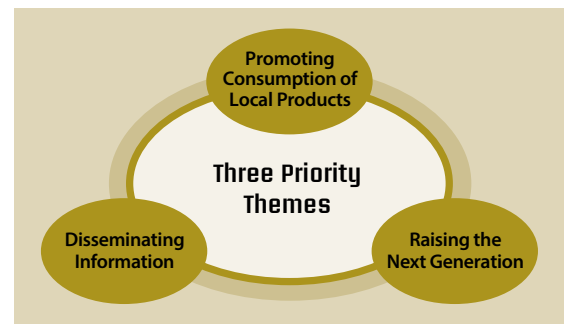 Promoting
Consumption of
Local Products
Three Priority
Themes
Disseminating
Information
Raising the
Next Generation